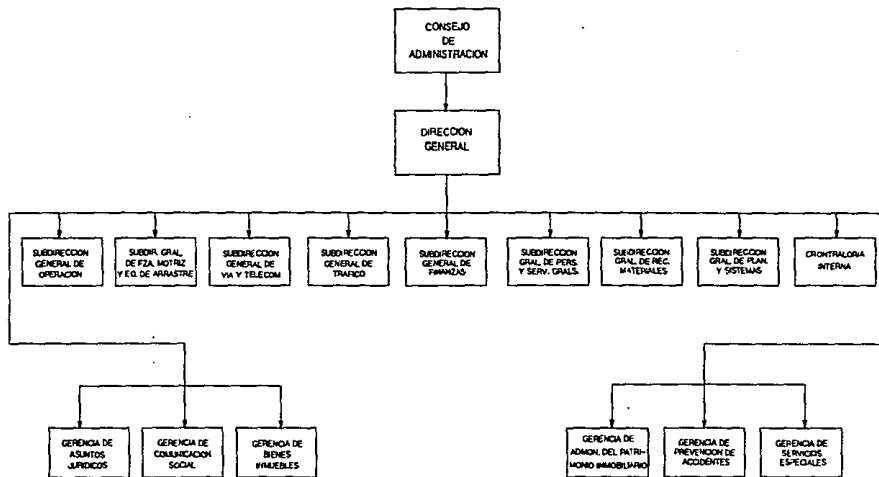 CONSEJO
DE
ADMINISTRACION
DIRECCION
GENERAL
SUBDIRECCION
GENERAL DE
OPERACION
SUBDIR. GRAL.
DE FZA. MOTRIZ
Y EQ. DE ARRASTRE
SUBDIRECCION
GENERAL DE
VIA Y TELECOM
SUBDIRECCION
GENERAL DE
TRAFICO
SUBDIRECCION
GENERAL DE
FINANZAS
SUBDIRECCION
GRAL. DE PERS.
Y SERV. GRALS.
SUBDIRECCION
GRAL. DE REC.
MATERIALES
SUBDIRECCION
GRAL. DE PLAN.
Y SISTEMAS
CRONTRALORIA
INTERNA
GERENCIA DE
ASUNTOS
JURIDICOS
GERENCIA DE
COMUNICACION
SOCIAL
GERENCIA DE
BIENES
INMUEBLES
GERENCIA DE
ADMON. DEL PATRI-
MONIO INMOBILIARIO
GERENCIA DE
PREVENCION DE
ACCIDENTES
GERENCIA DE
SERVICIOS
ESPECIALES